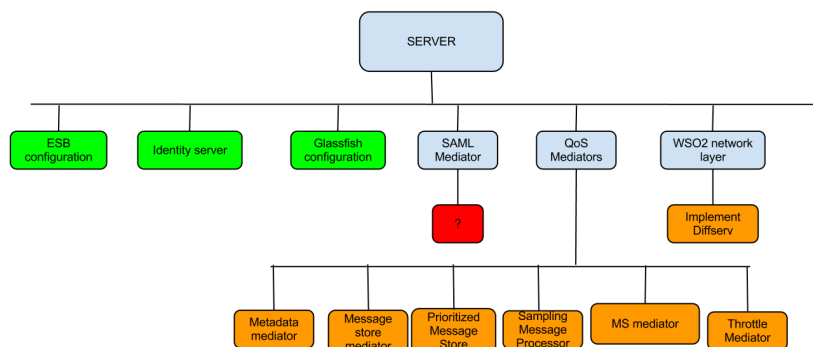 SERVER
ESB
configuration
Identity server
Glassfish
configuration
SAML
Mediator
QoS
Mediators
WSO2 network
layer
?
Implement
Diffserv
Metadata
mediator
Message
store
mediator
Prioritized
Message
Store
Sampling
Message
Processor
MS mediator
Throttle
Mediator